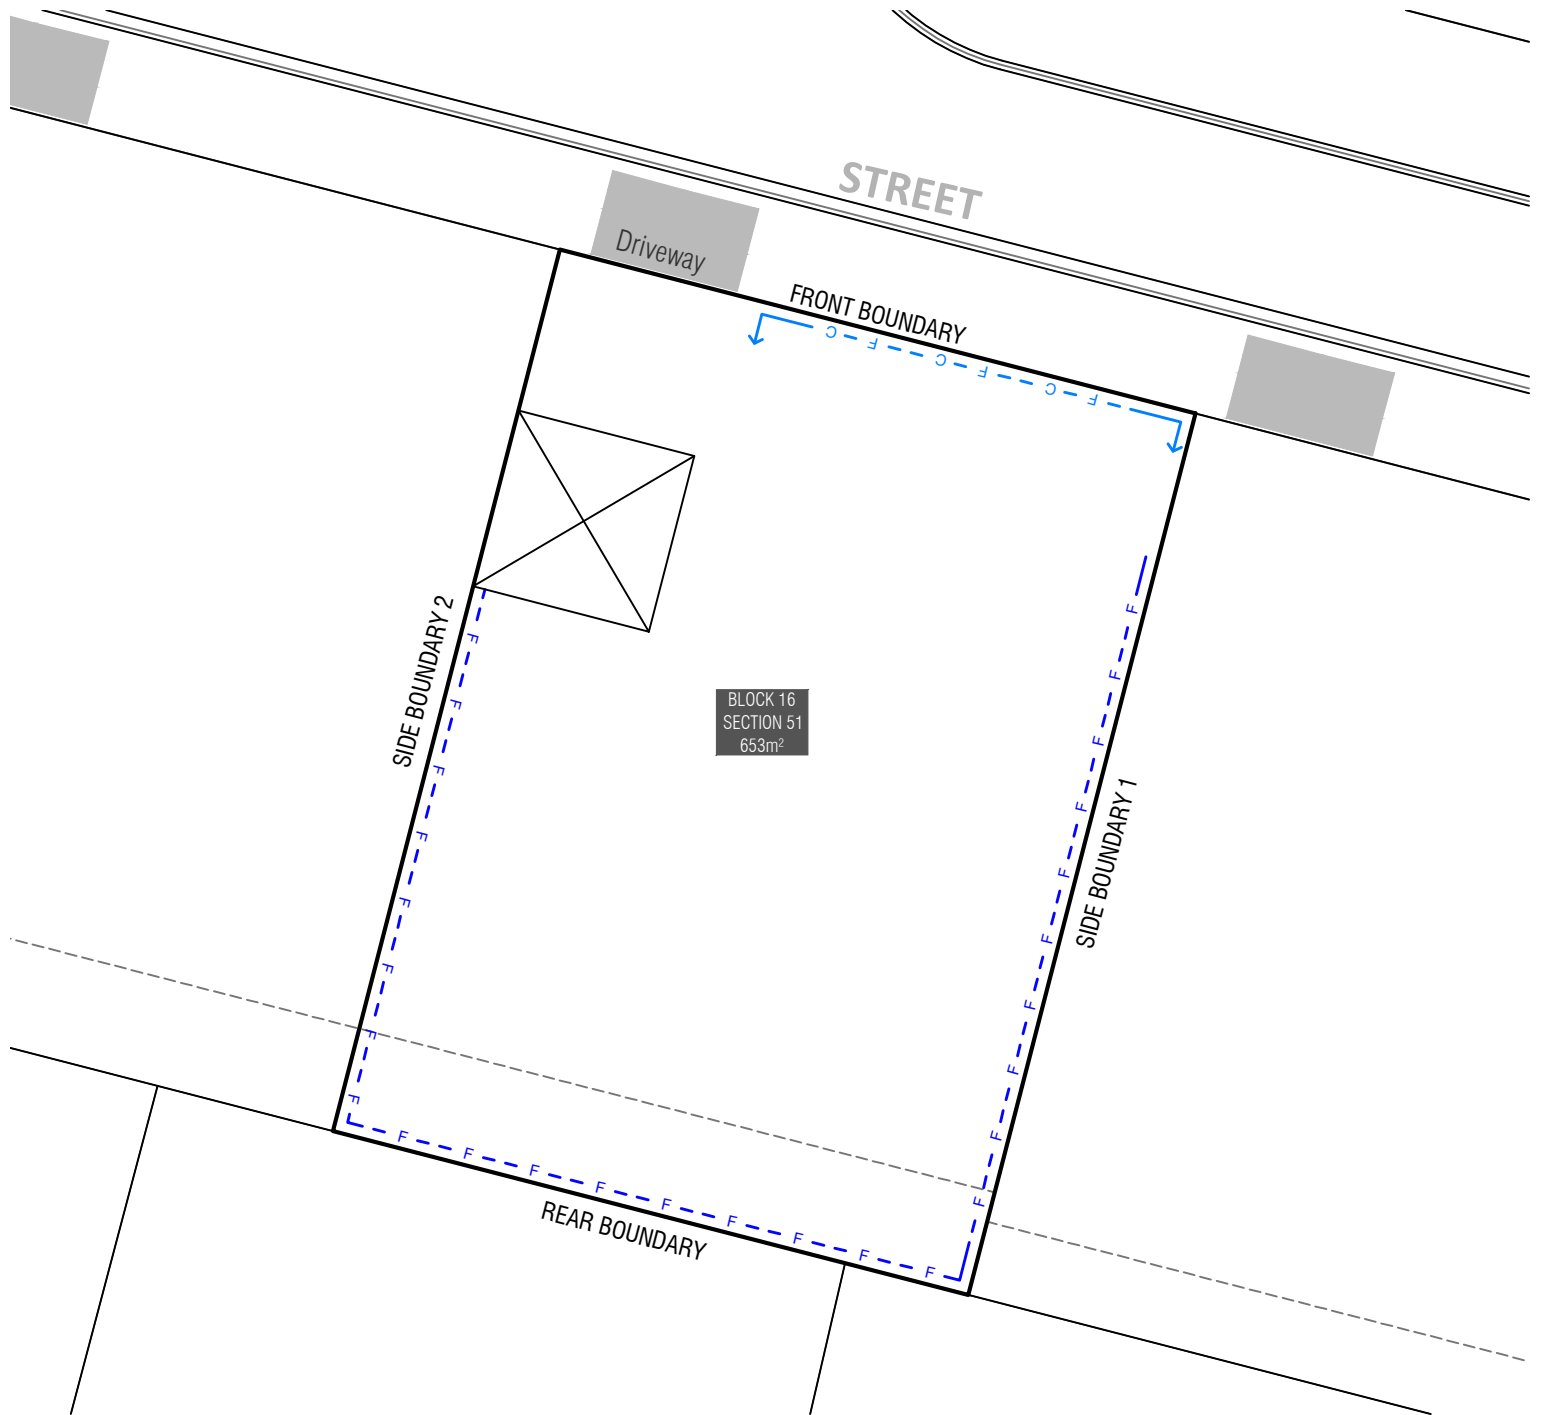 STREET
Driveway
FRONT BOUNDARY
C F C F C F
SIDE BOUNDARY 2
F F F F F F F F
BLOCK 16
SECTION 51
653m²
F F F F F F F F F F
SIDE BOUNDARY 1
F F F F F F F F F
REAR BOUNDARY